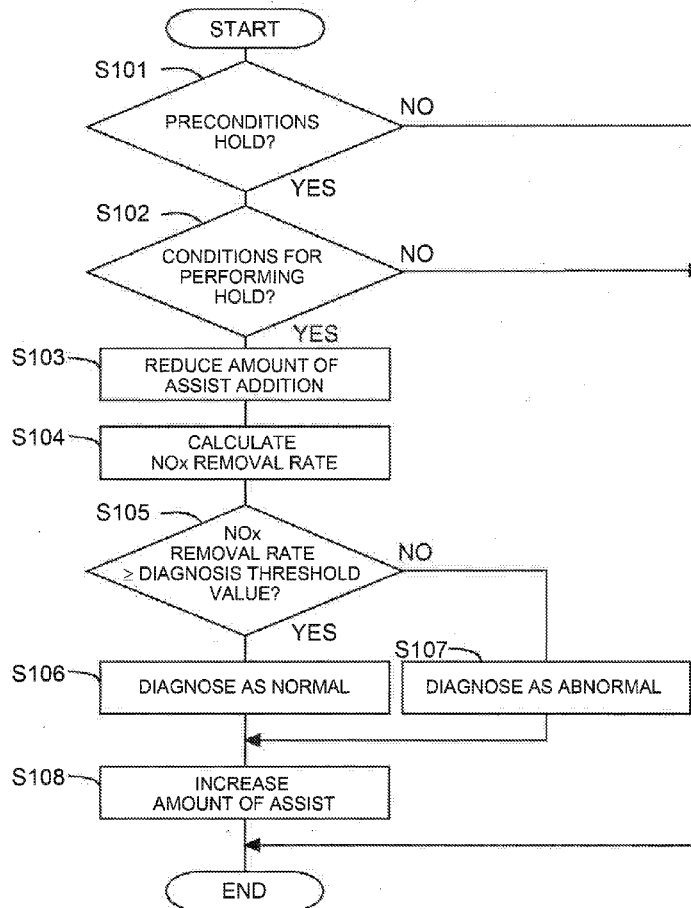 START
S101
PRECONDITIONS
HOLD?
NO
YES
S102
CONDITIONS FOR
PERFORMING
HOLD?
NO
YES
S103
REDUCE AMOUNT OF
ASSIST ADDITION
S104
CALCULATE
NOx REMOVAL RATE
S105
NOx
REMOVAL RATE
≥ DIAGNOSIS THRESHOLD
VALUE?
NO
YES
S106
DIAGNOSE AS NORMAL
S107
DIAGNOSE AS ABNORMAL
S108
INCREASE
AMOUNT OF ASSIST
END